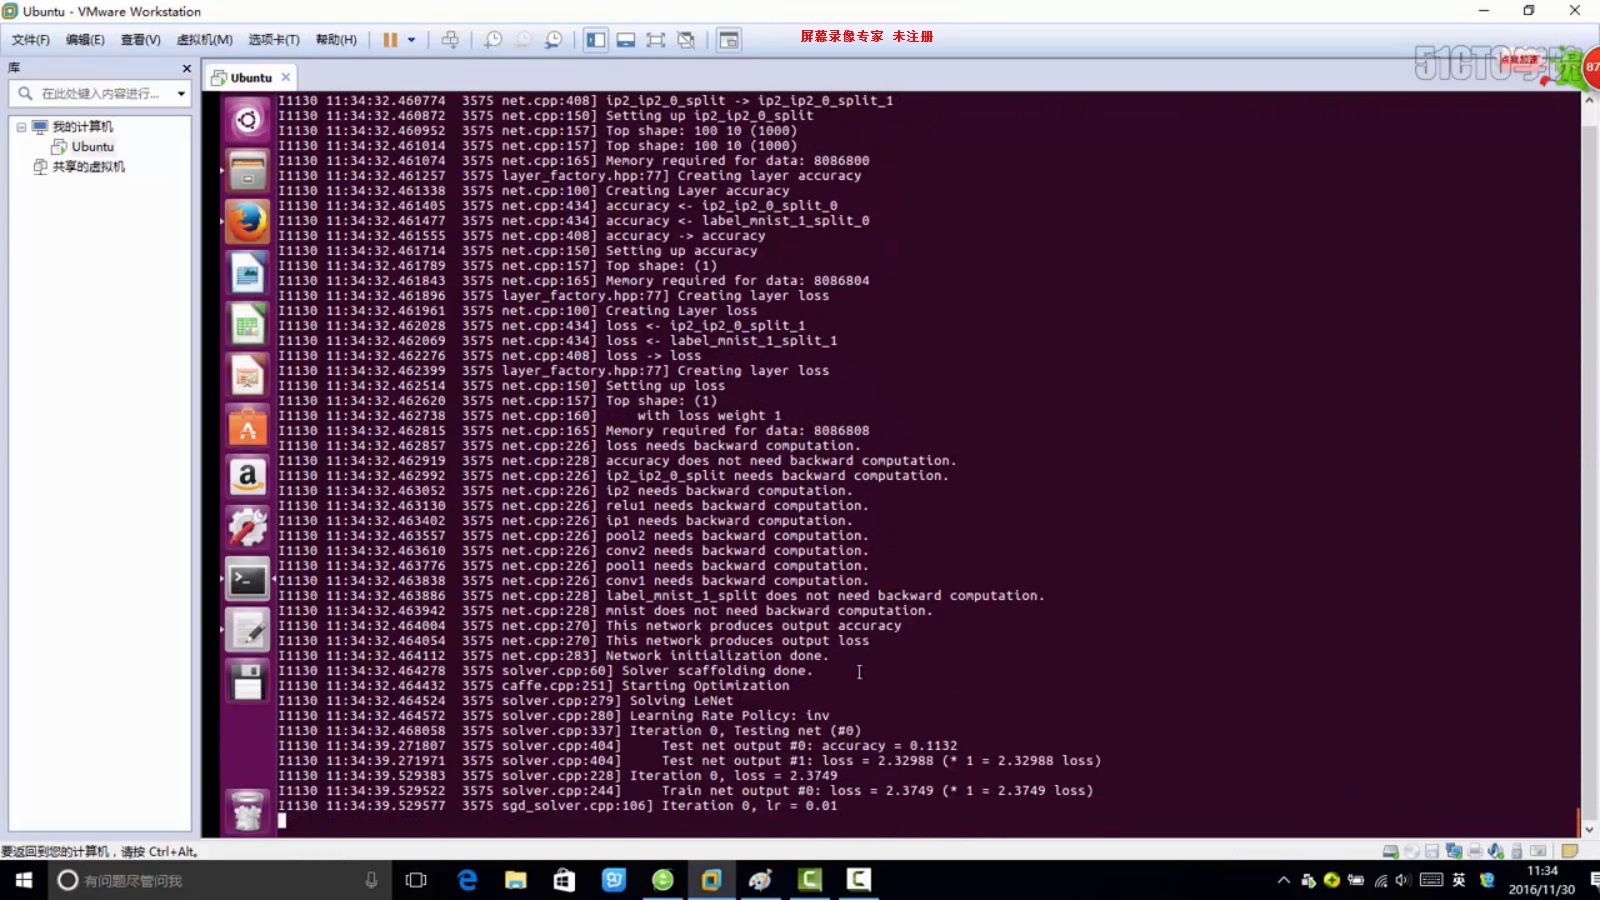 Ubuntu - VMware Workstation
文件(F) 编辑(E) 查看(V) 虚拟机(M) 选项卡(T) 帮助(H)
屏幕录像专家 未注册
51CTO学院
点我加速
87
库
在此处键入内容进行...
我的计算机
Ubuntu
共享的虚拟机
Ubuntu
I1130 11:34:32.460774  3575 net.cpp:408] ip2_ip2_0_split -> ip2_ip2_0_split_1
I1130 11:34:32.460872  3575 net.cpp:150] Setting up ip2_ip2_0_split
I1130 11:34:32.460952  3575 net.cpp:157] Top shape: 100 10 (1000)
I1130 11:34:32.461014  3575 net.cpp:157] Top shape: 100 10 (1000)
I1130 11:34:32.461074  3575 net.cpp:165] Memory required for data: 8086800
I1130 11:34:32.461257  3575 layer_factory.hpp:77] Creating layer accuracy
I1130 11:34:32.461338  3575 net.cpp:100] Creating Layer accuracy
I1130 11:34:32.461405  3575 net.cpp:434] accuracy <- ip2_ip2_0_split_0
I1130 11:34:32.461477  3575 net.cpp:434] accuracy <- label_mnist_1_split_0
I1130 11:34:32.461555  3575 net.cpp:408] accuracy -> accuracy
I1130 11:34:32.461714  3575 net.cpp:150] Setting up accuracy
I1130 11:34:32.461789  3575 net.cpp:157] Top shape: (1)
I1130 11:34:32.461843  3575 net.cpp:165] Memory required for data: 8086804
I1130 11:34:32.461896  3575 layer_factory.hpp:77] Creating layer loss
I1130 11:34:32.461961  3575 net.cpp:100] Creating Layer loss
I1130 11:34:32.462028  3575 net.cpp:434] loss <- ip2_ip2_0_split_1
I1130 11:34:32.462069  3575 net.cpp:434] loss <- label_mnist_1_split_1
I1130 11:34:32.462276  3575 net.cpp:408] loss -> loss
I1130 11:34:32.462399  3575 layer_factory.hpp:77] Creating layer loss
I1130 11:34:32.462514  3575 net.cpp:150] Setting up loss
I1130 11:34:32.462620  3575 net.cpp:157] Top shape: (1)
I1130 11:34:32.462738  3575 net.cpp:160]     with loss weight 1
I1130 11:34:32.462815  3575 net.cpp:165] Memory required for data: 8086808
I1130 11:34:32.462857  3575 net.cpp:226] loss needs backward computation.
I1130 11:34:32.462919  3575 net.cpp:228] accuracy does not need backward computation.
I1130 11:34:32.462992  3575 net.cpp:226] ip2_ip2_0_split needs backward computation.
I1130 11:34:32.463052  3575 net.cpp:226] ip2 needs backward computation.
I1130 11:34:32.463130  3575 net.cpp:226] relu1 needs backward computation.
I1130 11:34:32.463402  3575 net.cpp:226] ip1 needs backward computation.
I1130 11:34:32.463557  3575 net.cpp:226] pool2 needs backward computation.
I1130 11:34:32.463610  3575 net.cpp:226] conv2 needs backward computation.
I1130 11:34:32.463776  3575 net.cpp:226] pool1 needs backward computation.
I1130 11:34:32.463838  3575 net.cpp:226] conv1 needs backward computation.
I1130 11:34:32.463886  3575 net.cpp:228] label_mnist_1_split does not need backward computation.
I1130 11:34:32.463942  3575 net.cpp:228] mnist does not need backward computation.
I1130 11:34:32.464004  3575 net.cpp:270] This network produces output accuracy
I1130 11:34:32.464054  3575 net.cpp:270] This network produces output loss
I1130 11:34:32.464112  3575 net.cpp:283] Network initialization done.
I1130 11:34:32.464278  3575 solver.cpp:60] Solver scaffolding done.
I1130 11:34:32.464432  3575 caffe.cpp:251] Starting Optimization
I1130 11:34:32.464524  3575 solver.cpp:279] Solving LeNet
I1130 11:34:32.464572  3575 solver.cpp:280] Learning Rate Policy: inv
I1130 11:34:32.468058  3575 solver.cpp:337] Iteration 0, Testing net (#0)
I1130 11:34:39.271807  3575 solver.cpp:404]     Test net output #0: accuracy = 0.1132
I1130 11:34:39.271971  3575 solver.cpp:404]     Test net output #1: loss = 2.32988 (* 1 = 2.32988 loss)
I1130 11:34:39.529383  3575 solver.cpp:228] Iteration 0, loss = 2.3749
I1130 11:34:39.529522  3575 solver.cpp:244]     Train net output #0: loss = 2.3749 (* 1 = 2.3749 loss)
I1130 11:34:39.529577  3575 sgd_solver.cpp:106] Iteration 0, lr = 0.01
要返回到您的计算机，请按 Ctrl+Alt。
有问题尽管问我
英
11:34
2016/11/30